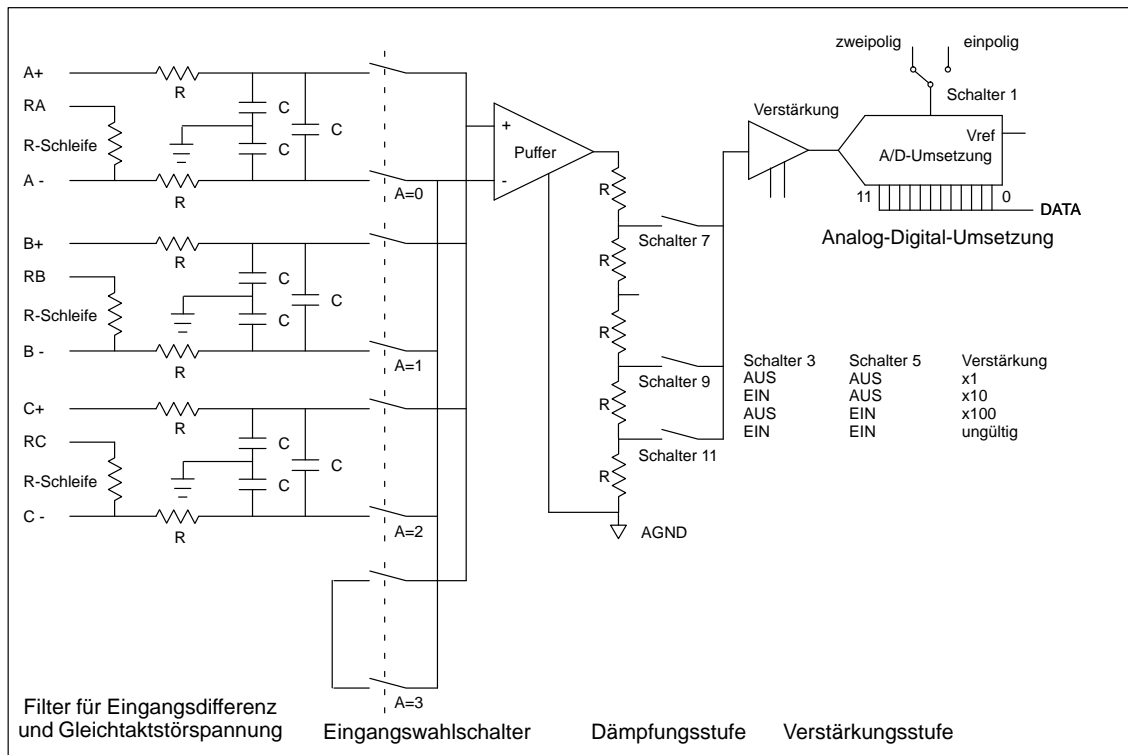 zweipolig einpolig
Schalter 1
Verstärkung
Vref
A/D-Umsetzung
11 0
DATA
Analog-Digital-Umsetzung
A+
R
C
RA
C
R-Schleife
C
A -
R
A=0
+
Puffer
-
R
Schalter 7
B+
R
C
RB
C
R-Schleife
C
B -
R
A=1
R
R
Schalter 9
Schalter 3 Schalter 5 Verstärkung
AUS AUS x1
EIN AUS x10
AUS EIN x100
EIN EIN ungültig
C+
R
C
RC
C
R-Schleife
C
C -
R
A=2
R
Schalter 11
R
AGND
A=3
Filter für Eingangsdifferenz
und Gleichtaktstörspannung
Eingangswahlschalter
Dämpfungsstufe
Verstärkungsstufe